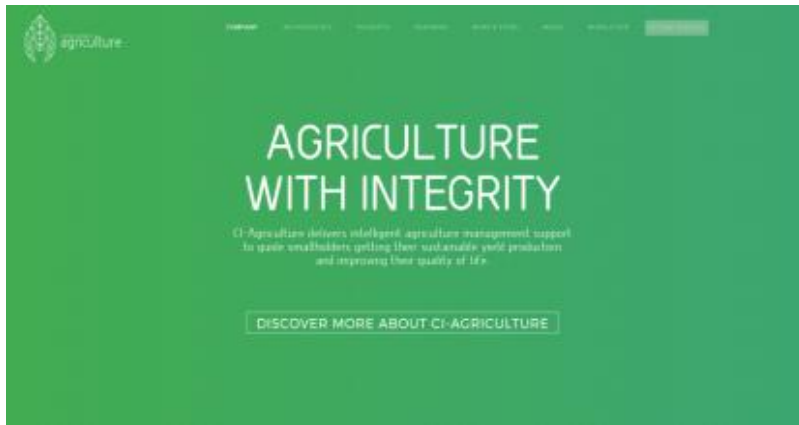 agriculture
COMPANY
AGRICULTURE
WITH INTEGRITY
CI-Agriculture delivers intelligent agriculture management support
to guide smallholders getting their sustainable yield production
and improving their quality of life.
DISCOVER MORE ABOUT CI-AGRICULTURE